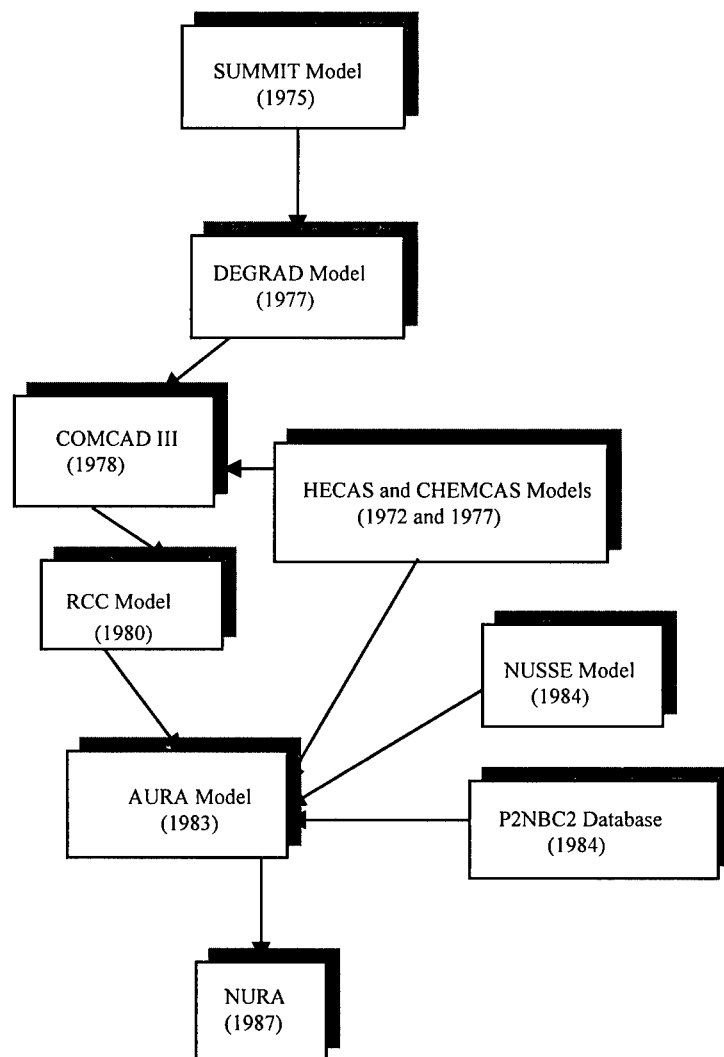 SUMMIT Model
(1975)
DEGRAD Model
(1977)
COMCAD III
(1978)
HECAS and CHEMCAS Models
(1972 and 1977)
RCC Model
(1980)
NUSSE Model
(1984)
AURA Model
(1983)
P2NBC2 Database
(1984)
NURA
(1987)